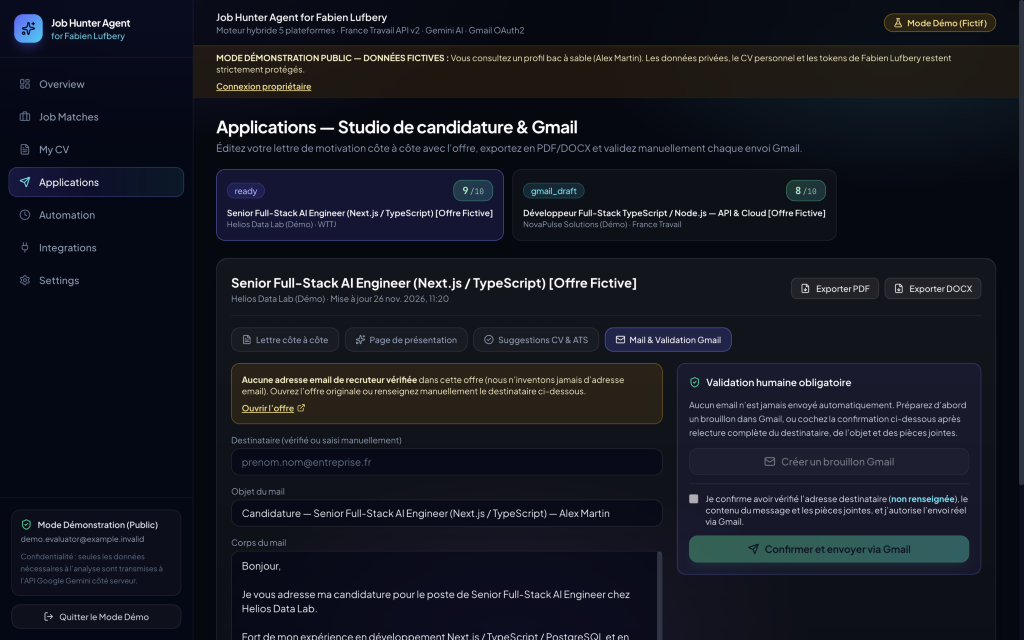 Job Hunter Agent
for Fabien Lufbery
Overview
Job Matches
My CV
Applications
Automation
Integrations
Settings
Mode Démonstration (Public)
demo.evaluator@example.invalid
Confidentialité : seules les données
nécessaires à l'analyse sont transmises à
l'API Google Gemini côté serveur.
Quitter le Mode Démo
Job Hunter Agent for Fabien Lufbery
Moteur hybride 5 plateformes · France Travail API v2 · Gemini AI · Gmail OAuth2
Mode Démo (Fictif)
MODE DÉMONSTRATION PUBLIC — DONNÉES FICTIVES : Vous consultez un profil bac à sable (Alex Martin). Les données privées, le CV personnel et les tokens de Fabien Lufbery restent
strictement protégés.
Connexion propriétaire
Applications — Studio de candidature & Gmail
Éditez votre lettre de motivation côte à côte avec l'offre, exportez en PDF/DOCX et validez manuellement chaque envoi Gmail.
ready
9 /10
Senior Full-Stack AI Engineer (Next.js / TypeScript) [Offre Fictive]
Helios Data Lab (Démo) · WTTJ
gmail_draft
8 /10
Développeur Full-Stack TypeScript / Node.js — API & Cloud [Offre Fictive]
NovaPulse Solutions (Démo) · France Travail
Senior Full-Stack AI Engineer (Next.js / TypeScript) [Offre Fictive]
Helios Data Lab (Démo) · Mise à jour 26 nov. 2026, 11:20
Exporter PDF
Exporter DOCX
Lettre côte à côte
Page de présentation
Suggestions CV & ATS
Mail & Validation Gmail
Aucune adresse email de recruteur vérifiée dans cette offre (nous n'inventons jamais d'adresse
email). Ouvrez l'offre originale ou renseignez manuellement le destinataire ci-dessous.
Ouvrir l'offre
Destinataire (vérifié ou saisi manuellement)
prenom.nom@entreprise.fr
Objet du mail
Candidature — Senior Full-Stack AI Engineer (Next.js / TypeScript) — Alex Martin
Corps du mail
Bonjour,
Je vous adresse ma candidature pour le poste de Senior Full-Stack AI Engineer chez
Helios Data Lab.
Fort de mon expérience en développement Next.js / TypeScript / PostgreSQL et en
Validation humaine obligatoire
Aucun email n'est jamais envoyé automatiquement. Préparez d'abord
un brouillon dans Gmail, ou cochez la confirmation ci-dessous après
relecture complète du destinataire, de l'objet et des pièces jointes.
Créer un brouillon Gmail
Je confirme avoir vérifié l'adresse destinataire (non renseignée), le
contenu du message et les pièces jointes, et j'autorise l'envoi réel
via Gmail.
Confirmer et envoyer via Gmail